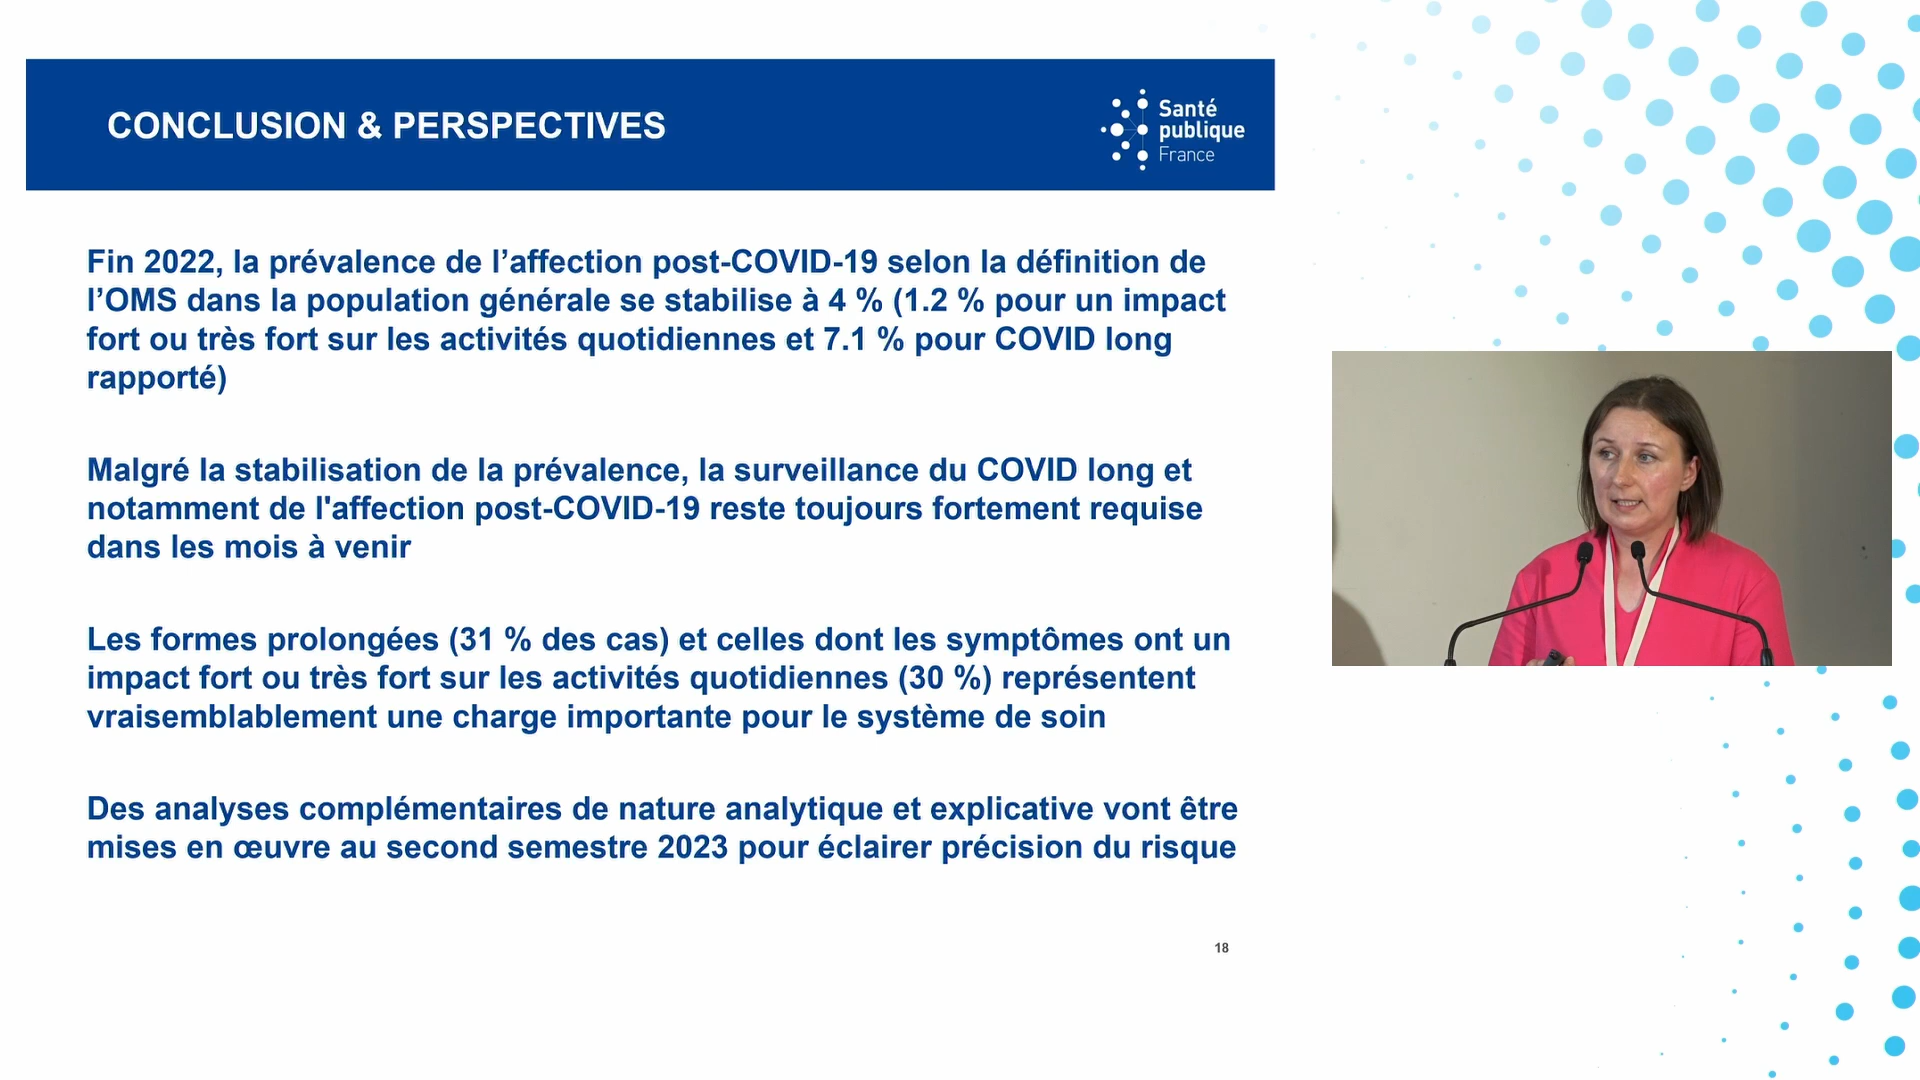 CONCLUSION & PERSPECTIVES
Santé
publique
France
Fin 2022, la prévalence de l’affection post-COVID-19 selon la définition de
l’OMS dans la population générale se stabilise à 4 % (1.2 % pour un impact
fort ou très fort sur les activités quotidiennes et 7.1 % pour COVID long
rapporté)
Malgré la stabilisation de la prévalence, la surveillance du COVID long et
notamment de l'affection post-COVID-19 reste toujours fortement requise
dans les mois à venir
Les formes prolongées (31 % des cas) et celles dont les symptômes ont un
impact fort ou très fort sur les activités quotidiennes (30 %) représentent
vraisemblablement une charge importante pour le système de soin
Des analyses complémentaires de nature analytique et explicative vont être
mises en œuvre au second semestre 2023 pour éclairer précision du risque
18